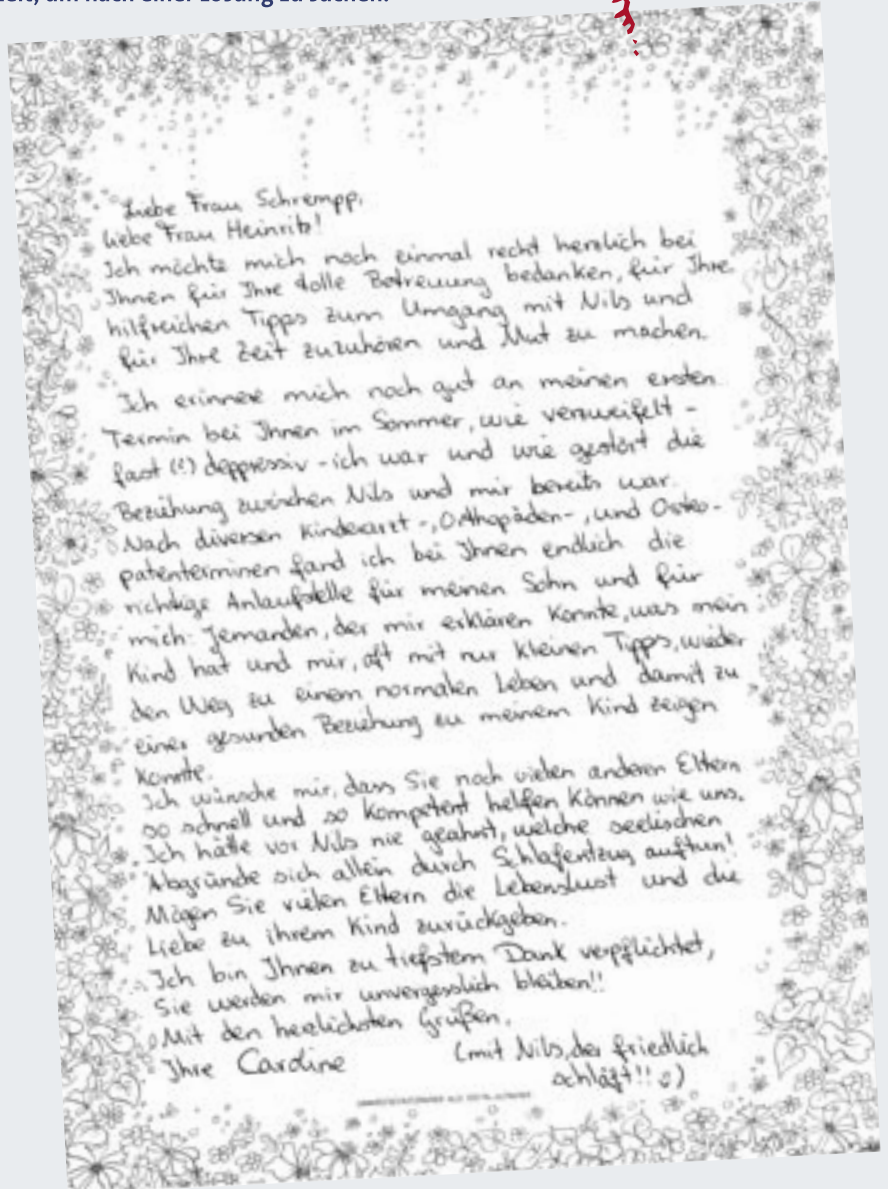 um nach einer Lösung zu suchen.
Liebe Frau Schrempp,
liebe Frau Heinritz!
Ich möchte mich noch einmal recht herzlich bei
Ihnen für Ihre tolle Betreuung bedanken, für Ihre
hilfreichen Tipps zum Umgang mit Nils und
für Ihre Zeit zuzuhören und Mut zu machen.
Ich erinnere mich noch gut an meinen ersten
Termin bei Ihnen im Sommer, wie verzweifelt -
fast (?) deppressiv - ich war und wie gestört die
Beziehung zwischen Nils und mir bereits war.
Nach diversen Kinderarzt-, Orthopäden-, und Osteo-
patenterminen fand ich bei Ihnen endlich die
richtige Anlaufstelle für meinen Sohn und für
mich: Jemanden, der mir erklären konnte, was mein
Kind hat und mir, oft mit nur kleinen Tipps, wieder
den Weg zu einem normalen Leben und damit zu
einer gesunden Beziehung zu meinem Kind zeigen
konnte.
Ich wünsche mir, dass Sie noch vielen anderen Eltern
so schnell und so kompetent helfen können wie uns.
Ich hätte vor Nils nie geahnt, welche seelischen
Abgründe sich allein durch Schlafentzug auftun!
Mögen Sie vielen Eltern die Lebenslust und die
Liebe zu ihrem Kind zurückgeben.
Ich bin Ihnen zu tiefstem Dank verpflichtet,
Sie werden mir unvergesslich bleiben!!
Mit den herzlichsten Grüßen,
Ihre Caroline (mit Nils, der friedlich
schläft!! :)